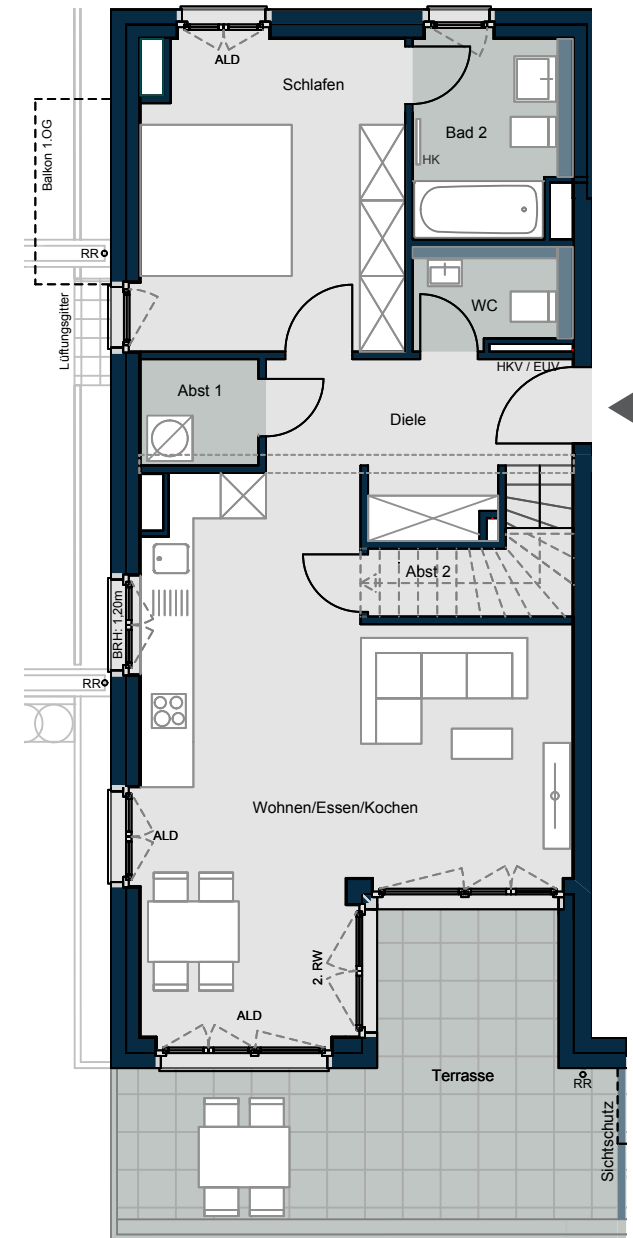 ALD
Schlafen
Bad 2
HK
Balkon 1.OG
RR
Lüftungsgitter
WC
HKV / EUV
Abst 1
Diele
Abst 2
BRH: 1,20m
RR
Wohnen/Essen/Kochen
ALD
2. RW
ALD
Terrasse
RR
Sichtschutz